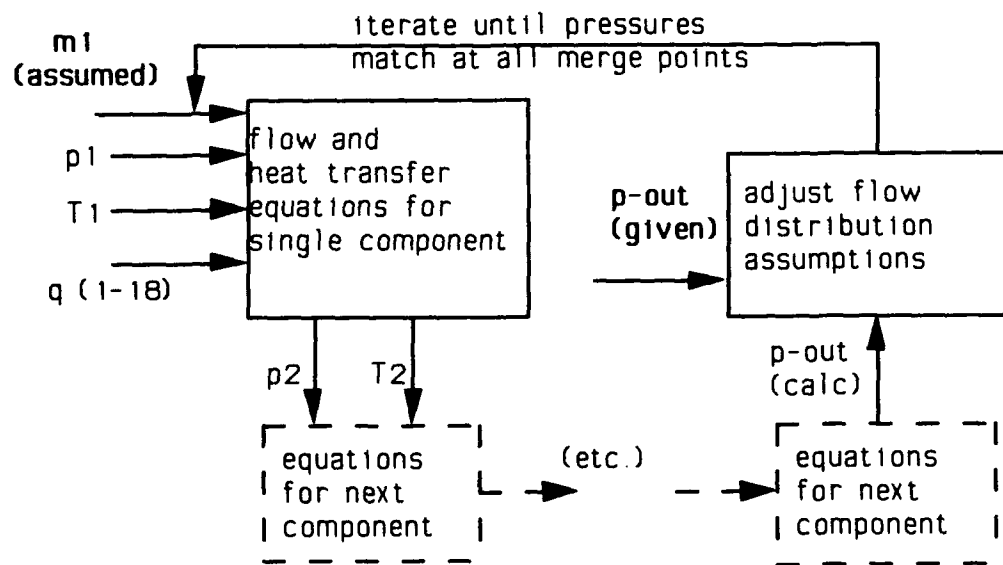 iterate until pressures
match at all merge points
m1
(assumed)
p1
T1
q (1-18)
flow and
heat transfer
equations for
single component
p-out
(given)
adjust flow
distribution
assumptions
p2
T2
p-out
(calc)
equations
for next
component
(etc.)
equations
for next
component